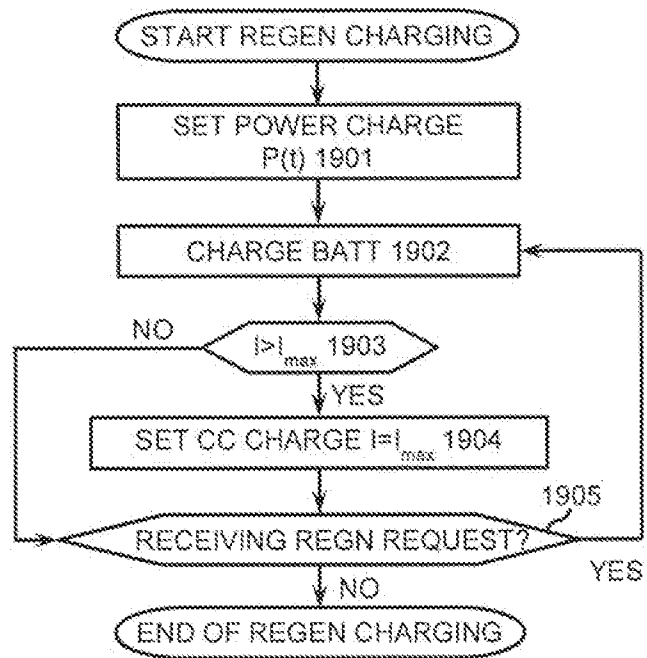 START REGEN CHARGING
SET POWER CHARGE
P(t) 1901
CHARGE BATT 1902
NO
I>Imax 1903
YES
SET CC CHARGE I=Imax 1904
1905
RECEIVING REGN REQUEST?
YES
NO
END OF REGEN CHARGING